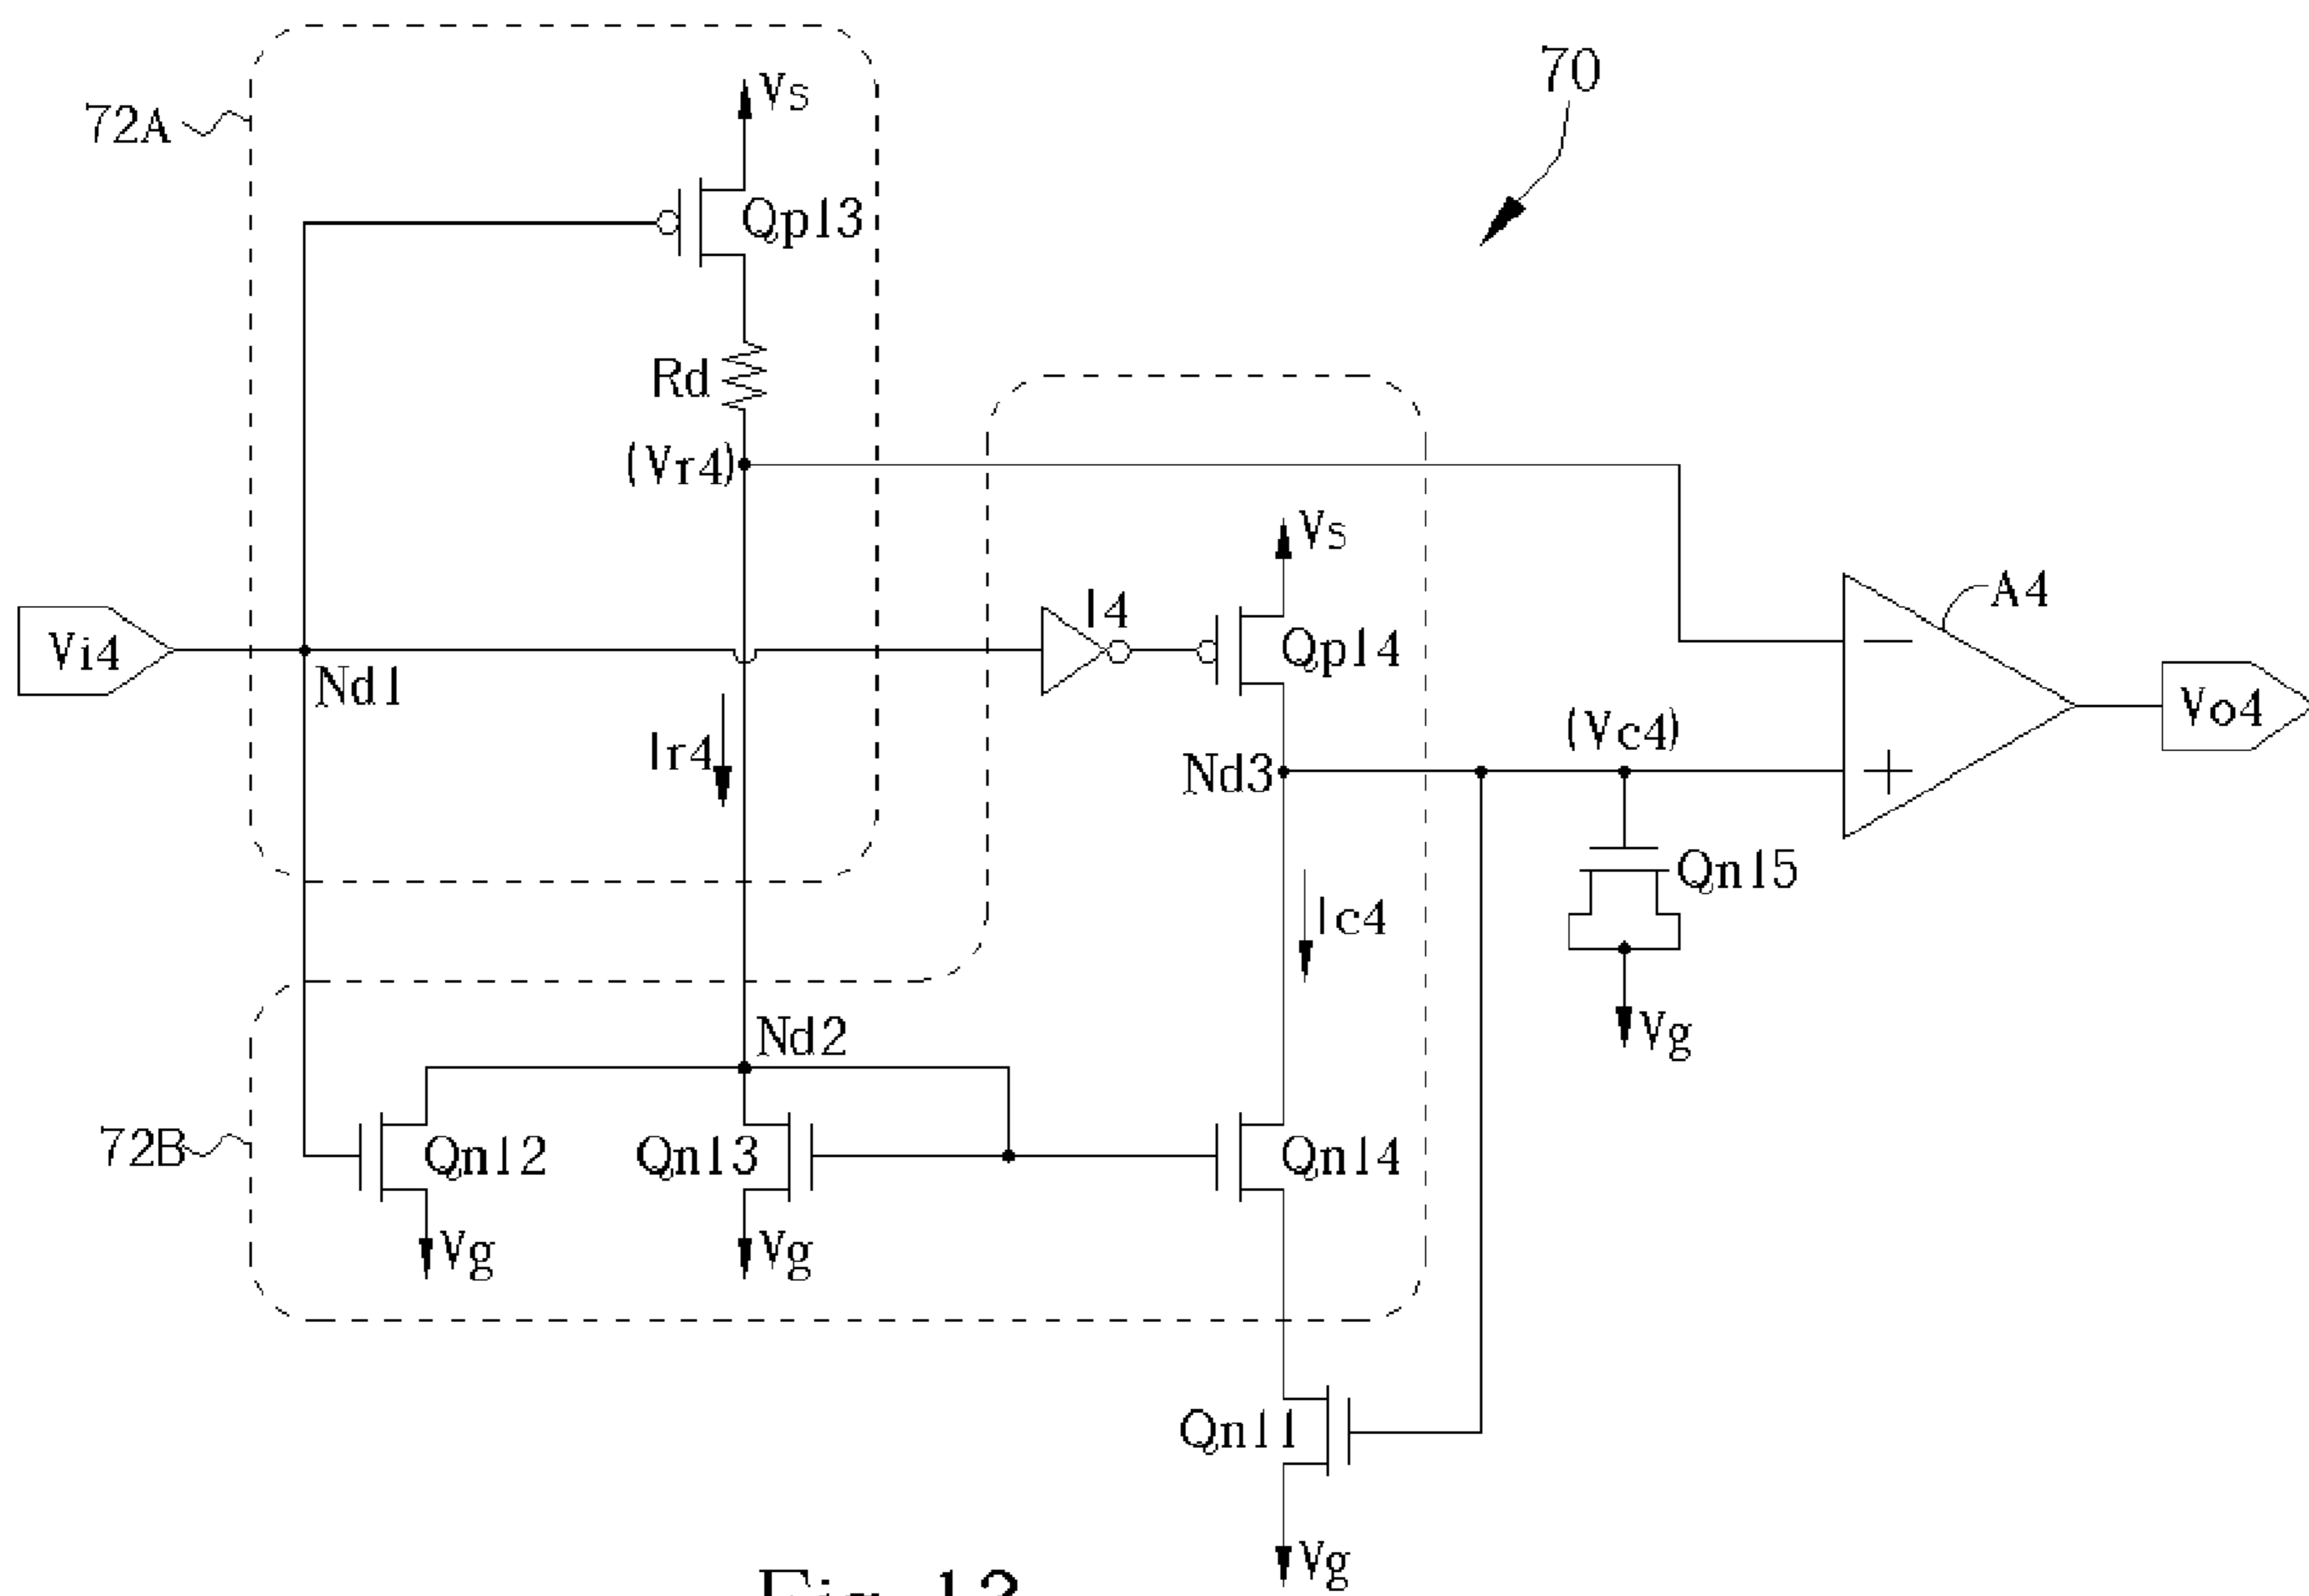 70
Vs
72A
Qp13
Rd
(Vr4)
Vs
I4
A4
Vi4
Qp14
Nd1
Vo4
(Vc4)
Ir4
Nd3
Qn15
Ic4
Vg
Nd2
72B
Qn12
Qn13
Qn14
Vg
Vg
Qn11
Vg